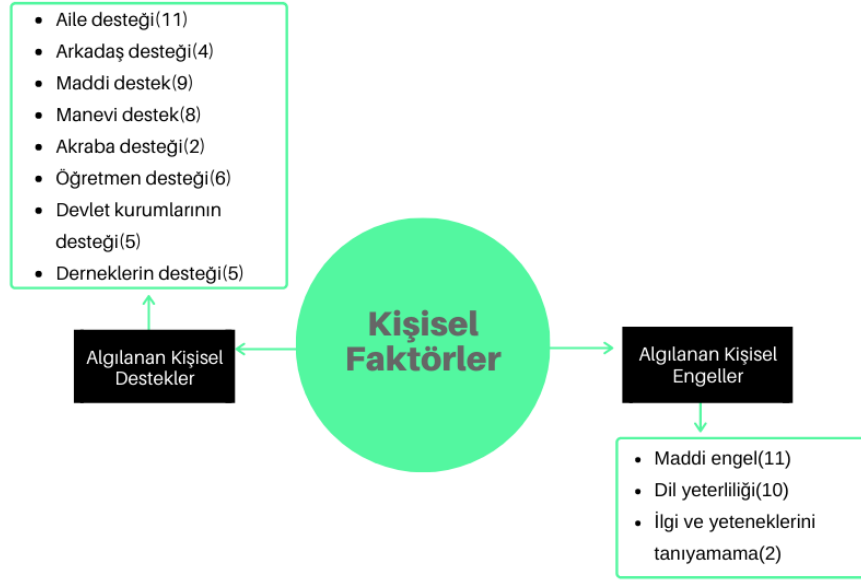 Aile desteği(11)
Arkadaş desteği(4)
Maddi destek(9)
Manevi destek(8)
Akraba desteği(2)
Öğretmen desteği(6)
Devlet kurumlarının
desteği(5)
Derneklerin desteği(5)
Algılanan Kişisel
Destekler
Kişisel
Faktörler
Algılanan Kişisel
Engeller
Maddi engel(11)
Dil yeterliliği(10)
İlgi ve yeteneklerini
tanıyamama(2)